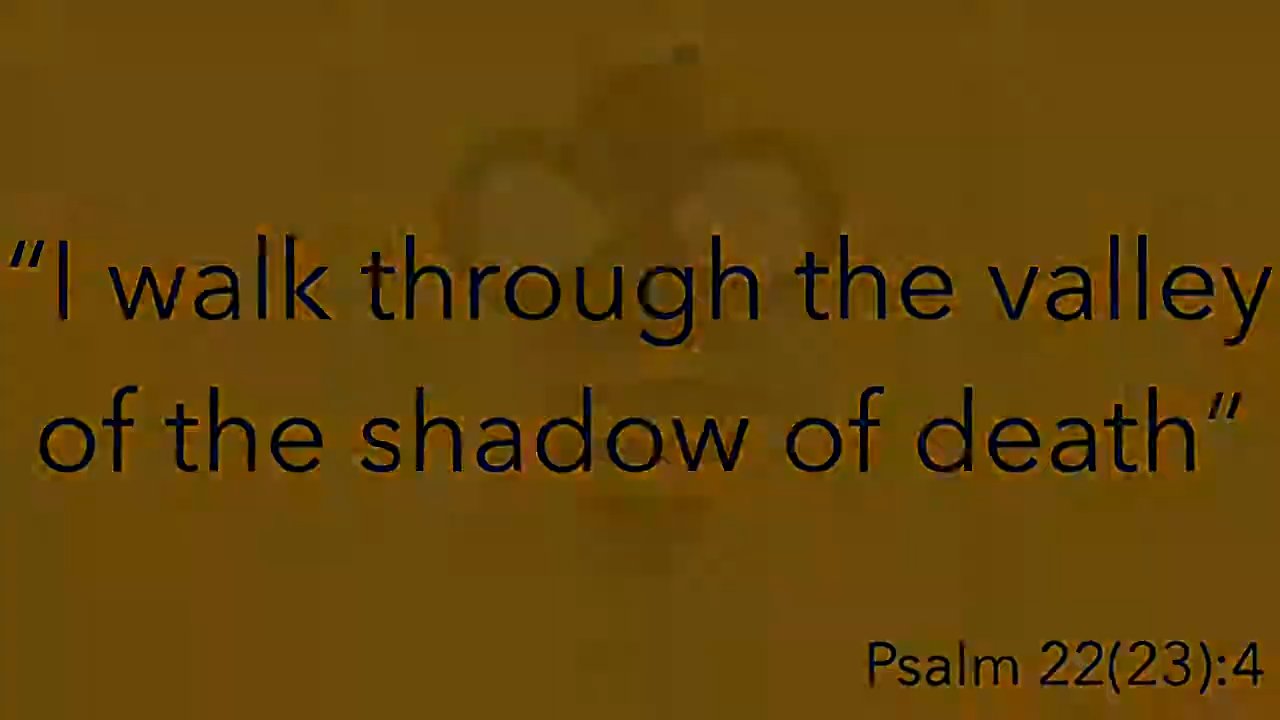 “I walk through the valley
of the shadow of death”
Psalm 22(23):4